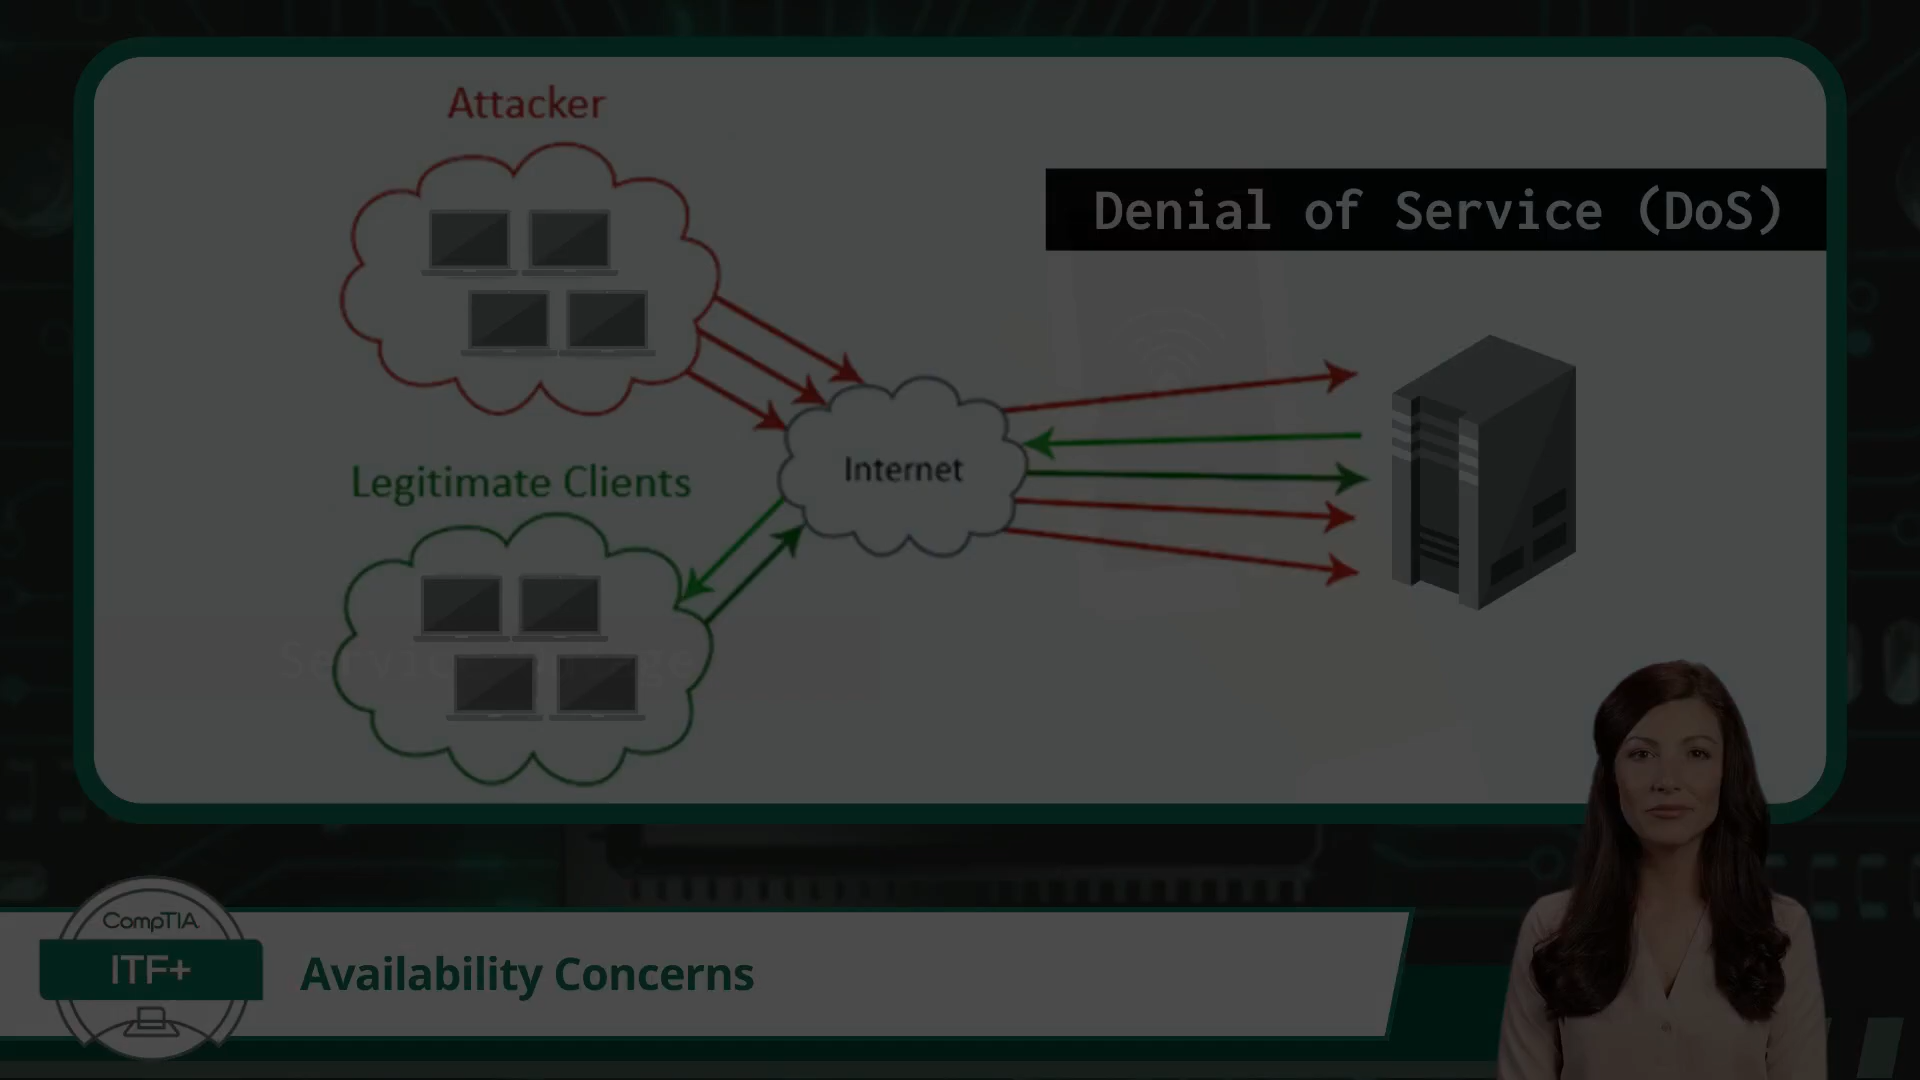 Attacker
Denial of Service (DoS)
Internet
Legitimate Clients
CompTIA
ITF+
Availability Concerns